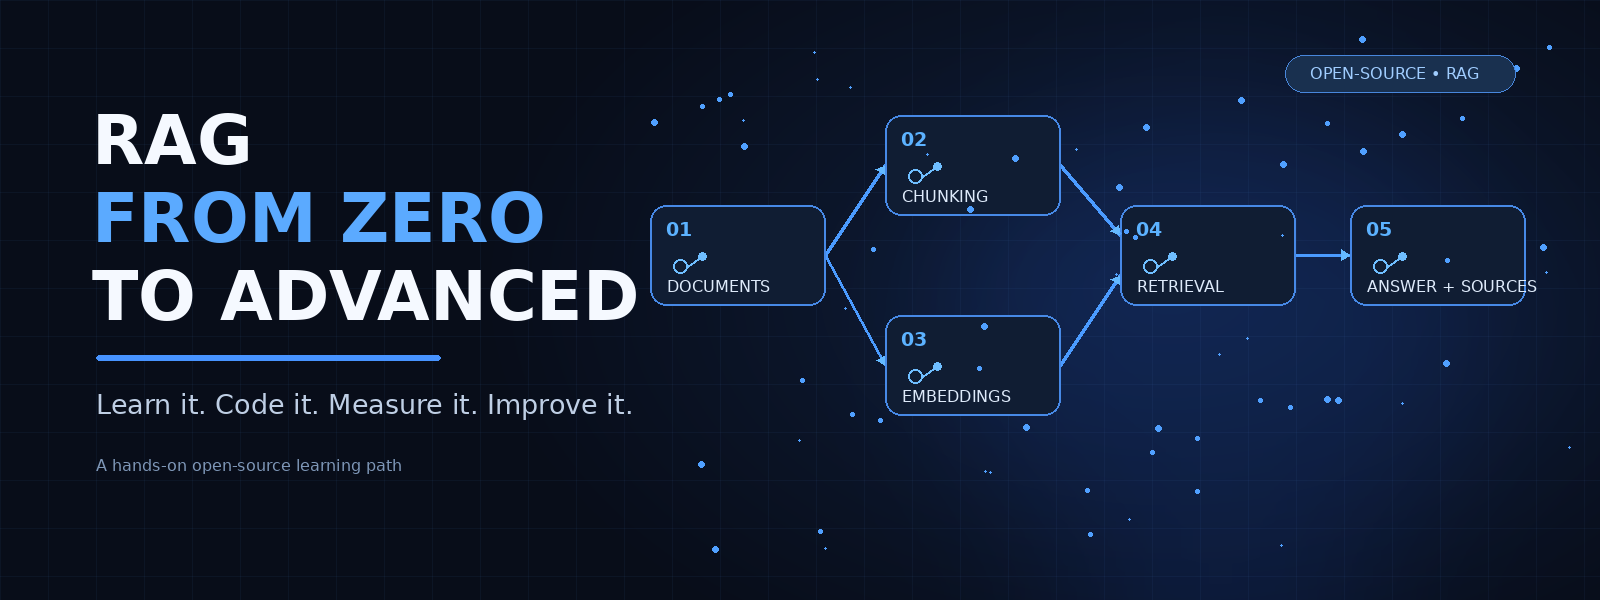 RAG
FROM ZERO
TO ADVANCED
Learn it. Code it. Measure it. Improve it.
A hands-on open-source learning path
OPEN-SOURCE • RAG
01
DOCUMENTS
02
CHUNKING
03
EMBEDDINGS
04
RETRIEVAL
05
ANSWER + SOURCES